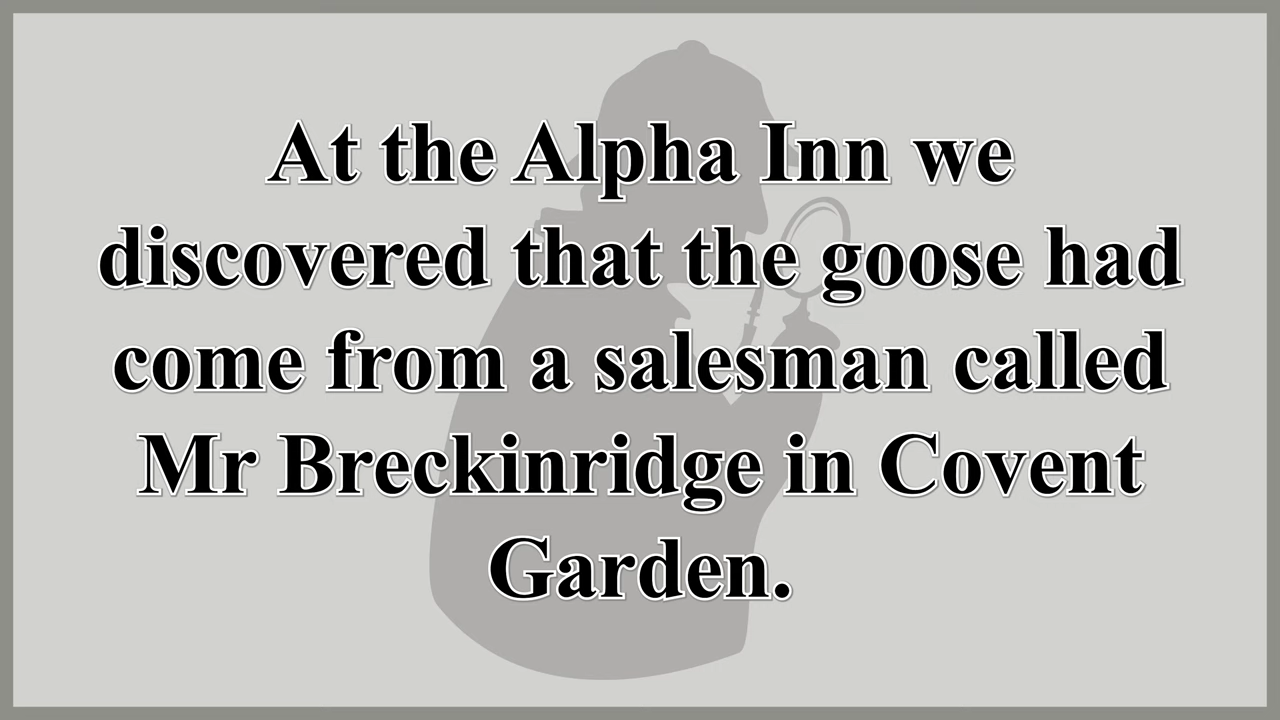 At the Alpha Inn we
discovered that the goose had
come from a salesman called
Mr Breckinridge in Covent
Garden.